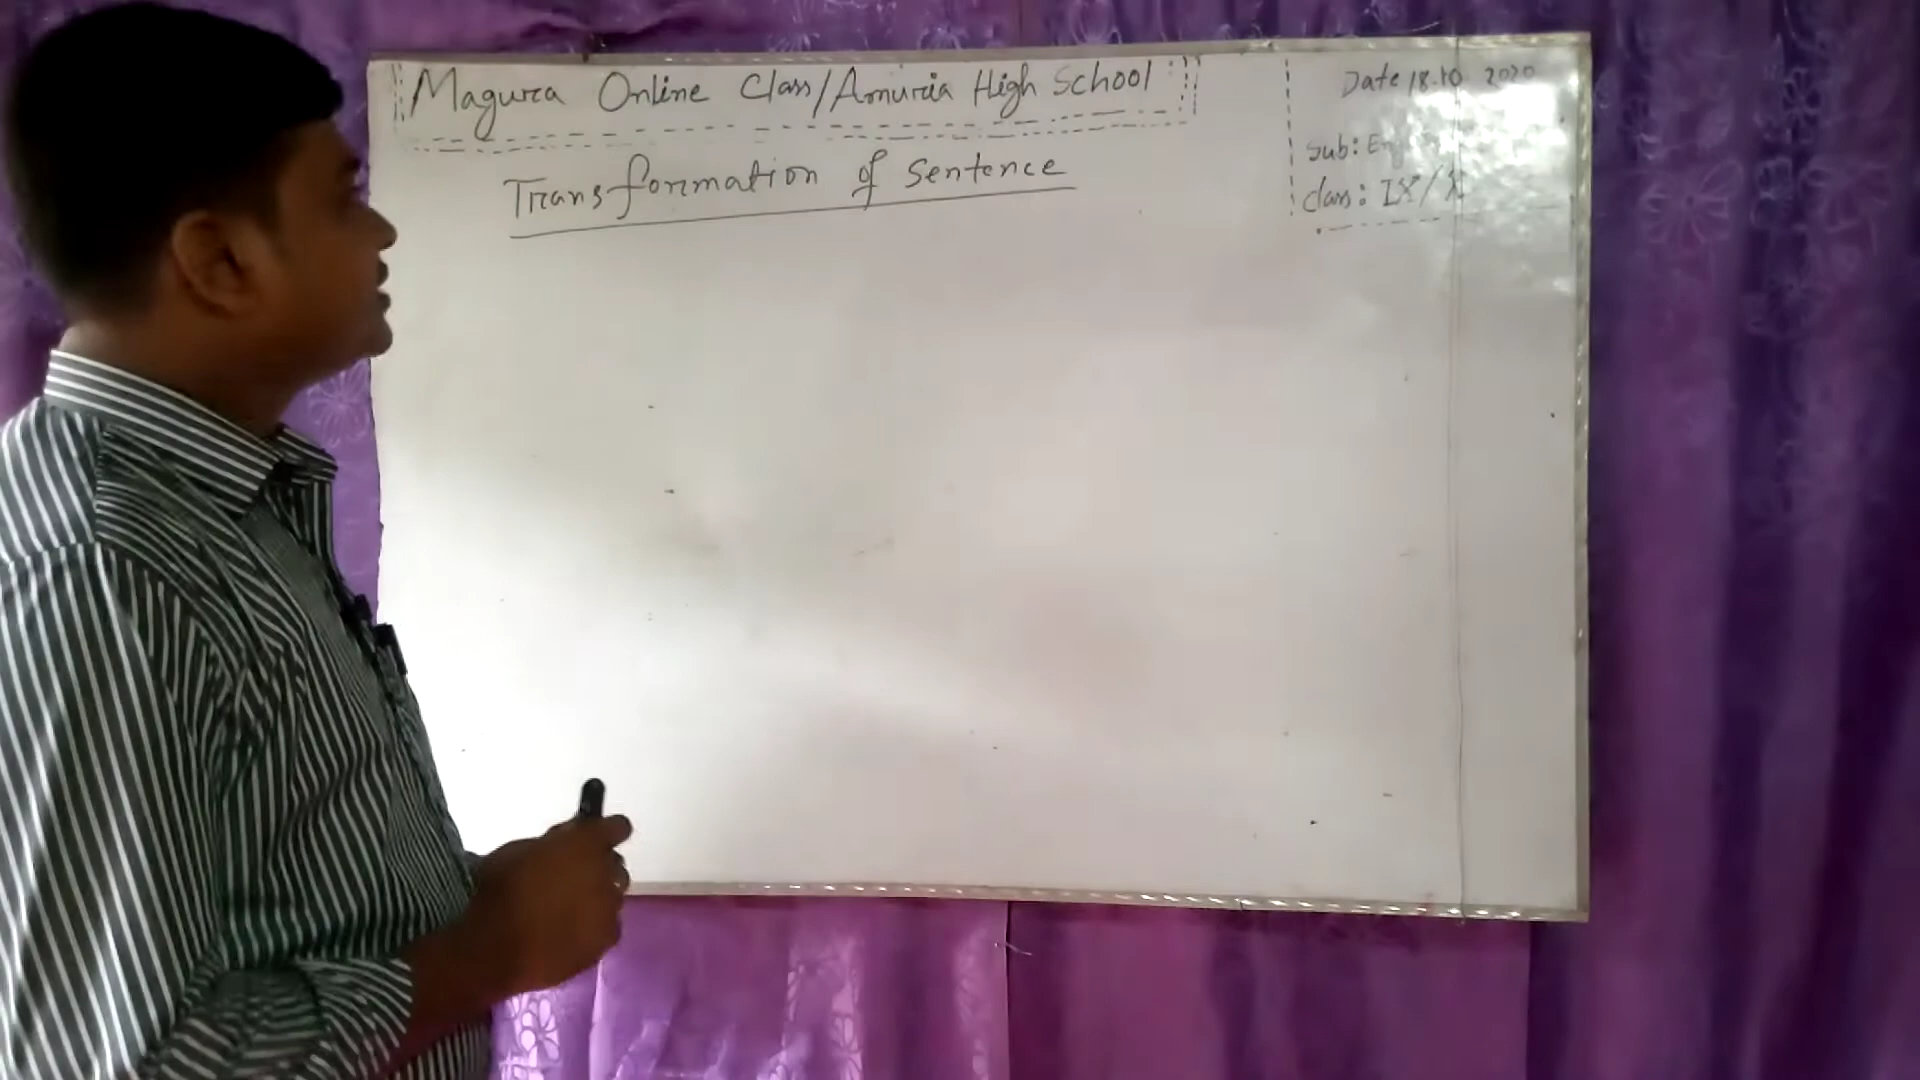 Magura Online Class/Amuria High School
Transformation of Sentence
Date 18.10 2020
Sub:
Class: IX/X